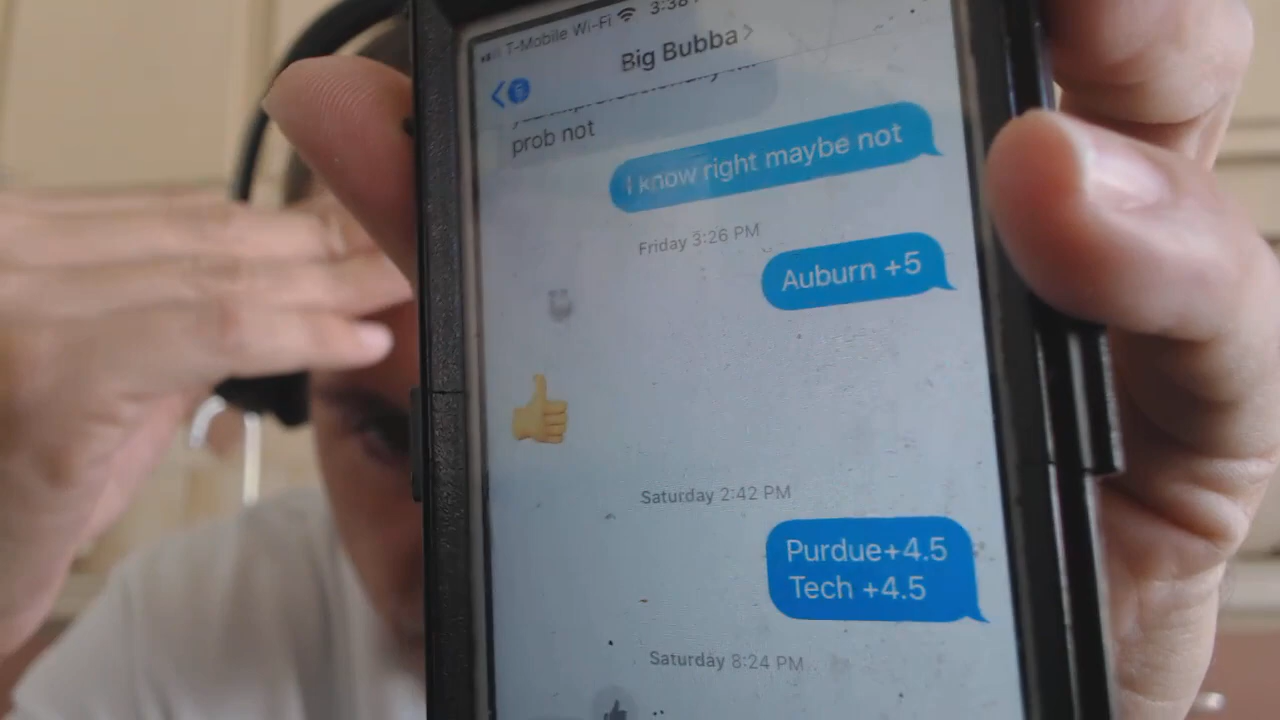 T-Mobile Wi-Fi
Big Bubba
prob not
I know right maybe not
Friday 3:26 PM
Auburn +5
Saturday 2:42 PM
Purdue+4.5
Tech +4.5
Saturday 8:24 PM